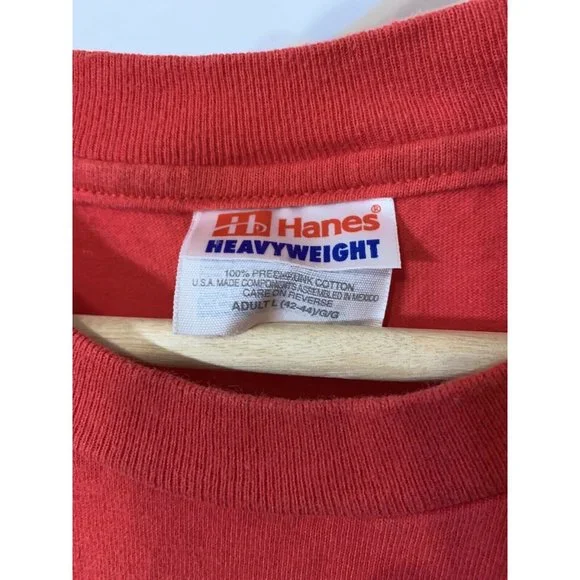 Hanes®
HEAVYWEIGHT
100% PRESHRUNK COTTON
U.S.A. MADE COMPONENTS ASSEMBLED IN MEXICO
CARE ON REVERSE
ADULT L (42-44)/G/G